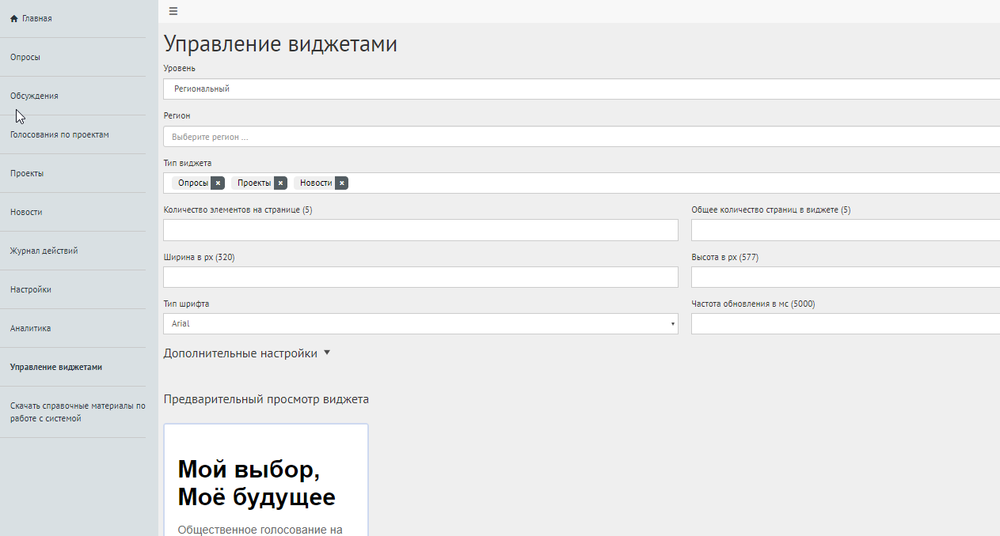 Главная
Опросы
Обсуждения
Голосования по проектам
Проекты
Новости
Журнал действий
Настройки
Аналитика
Управление виджетами
Скачать справочные материалы по
работе с системой
Управление виджетами
Уровень
Региональный
Регион
Выберите регион ...
Тип виджета
Опросы × Проекты × Новости ×
Количество элементов на странице (5)
Общее количество страниц в виджете (5)
Ширина в px (320)
Высота в px (577)
Тип шрифта
Arial
Частота обновления в мс (5000)
Дополнительные настройки
Предварительный просмотр виджета
Мой выбор,
Моё будущее
Общественное голосование на